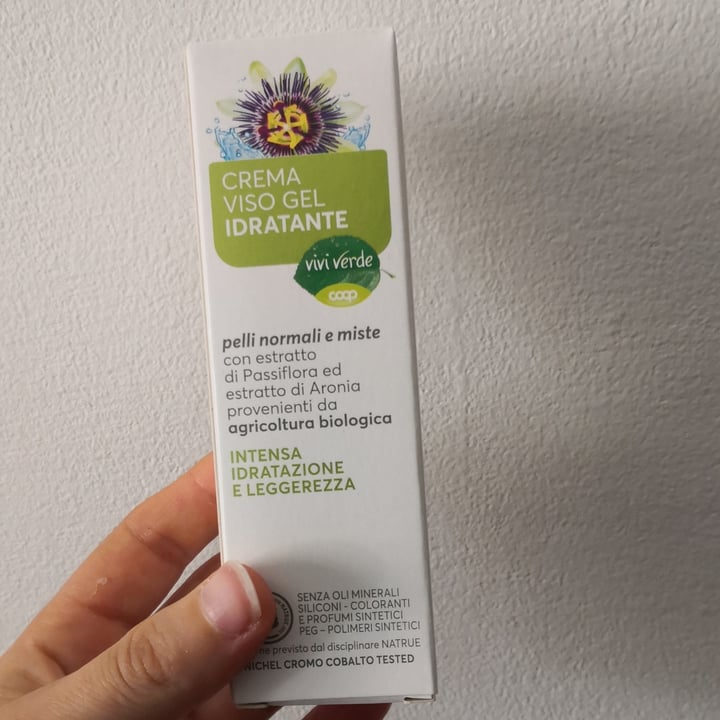 CREMA
VISO GEL
IDRATANTE
vivi verde
coop
pelli normali e miste
con estratto
di Passiflora ed
estratto di Aronia
provenienti da
agricoltura biologica
INTENSA
IDRATAZIONE
E LEGGEREZZA
SENZA OLI MINERALI
SILICONI - COLORANTI
E PROFUMI SINTETICI
PEG – POLIMERI SINTETICI
previsto dal disciplinare NATRUE
NICHEL CROMO COBALTO TESTED